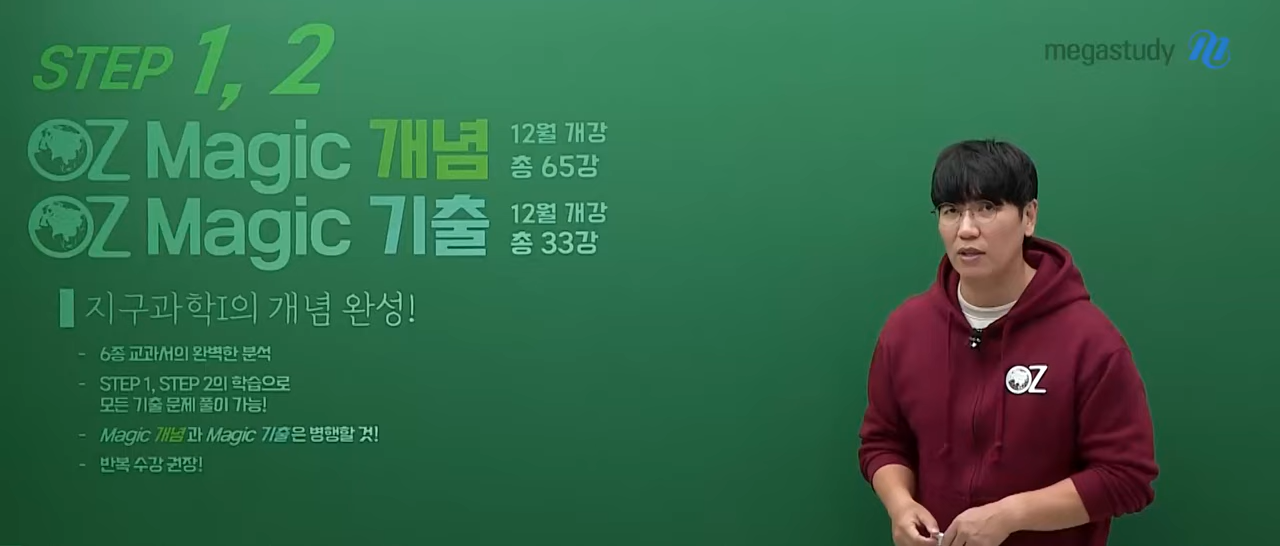 STEP 1, 2
megastudy
OZ Magic 개념 12월 개강
총 65강
OZ Magic 기출 12월 개강
총 33강
지구과학I의 개념 완성!
- 6종 교과서의 완벽한 분석
- STEP 1, STEP 2의 학습으로
모든 기출 문제 풀이 가능!
- Magic 개념과 Magic 기출은 병행할 것!
- 반복 수강 권장!
OZ